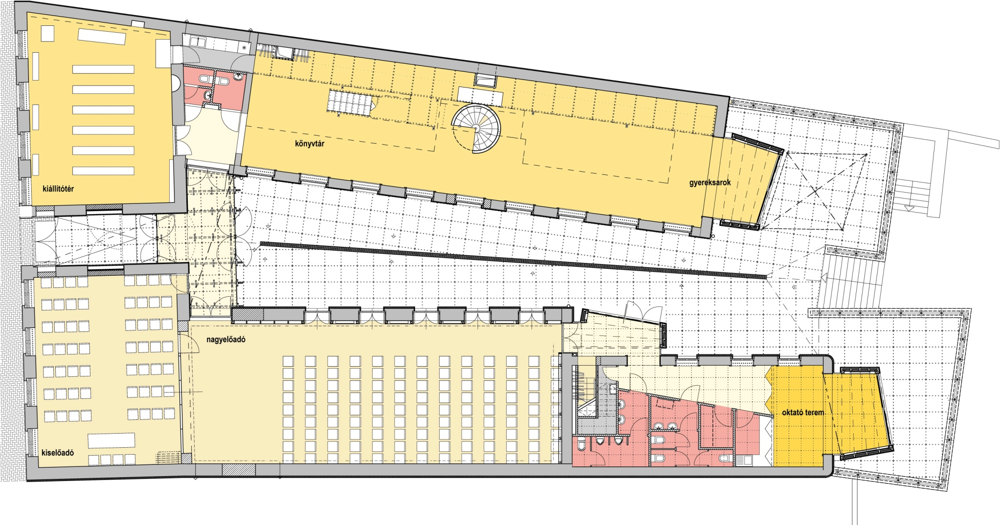 könyvtár
gyereksarok
kiállítótér
nagyelőadó
oktató terem
kiselőadó